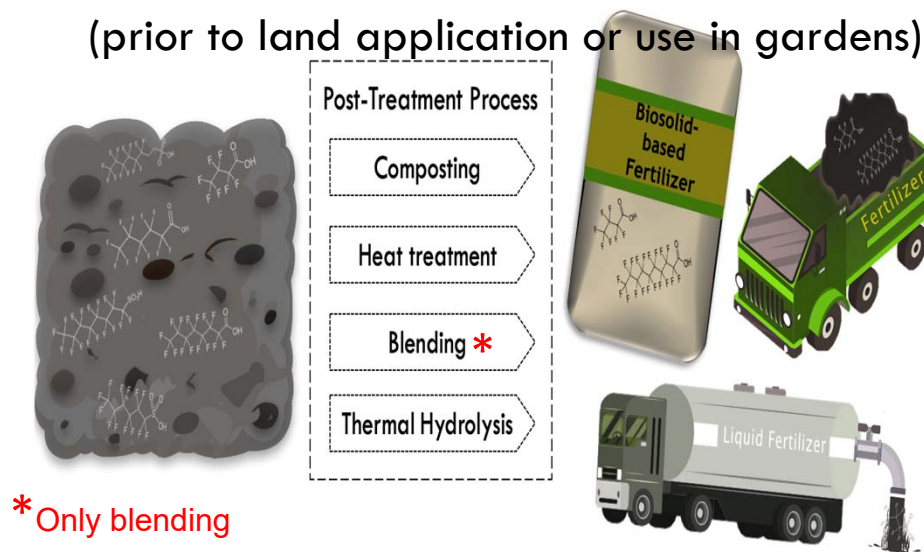 (prior to land application or use in gardens)
Post-Treatment Process
Composting
Heat treatment
Blending *
Thermal Hydrolysis
Biosolid-
based
Fertilizer
Fertilizer
Liquid Fertilizer
*Only blending